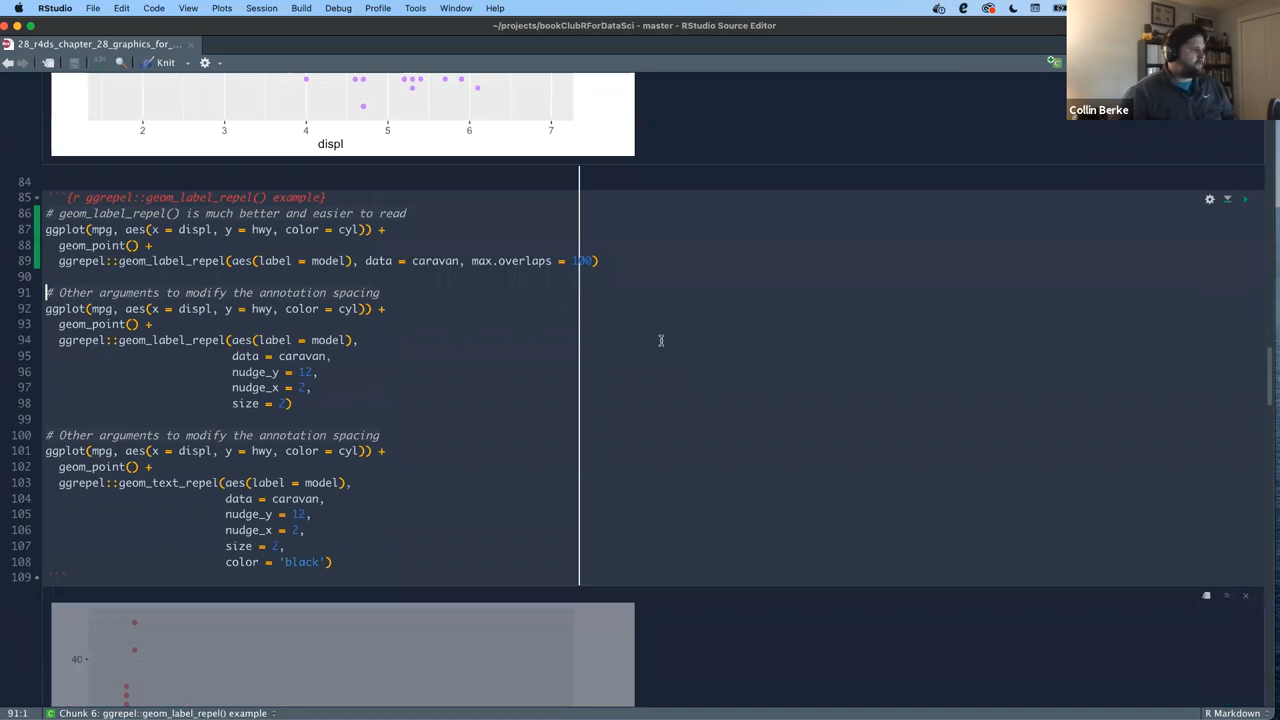 RStudio File Edit Code View Plots Session Build Debug Profile Tools Window Help
~/projects/bookClubRForDataSci - master - RStudio Source Editor
28_r4ds_chapter_28_graphics_for_...
Knit
Collin Berke
2 3 4 5 6 7
displ
84
85 ```{r ggrepel::geom_label_repel() example}
86 # geom_label_repel() is much better and easier to read
87 ggplot(mpg, aes(x = displ, y = hwy, color = cyl)) +
88 geom_point() +
89 ggrepel::geom_label_repel(aes(label = model), data = caravan, max.overlaps = 100)
90
91 # Other arguments to modify the annotation spacing
92 ggplot(mpg, aes(x = displ, y = hwy, color = cyl)) +
93 geom_point() +
94 ggrepel::geom_label_repel(aes(label = model),
95 data = caravan,
96 nudge_y = 12,
97 nudge_x = 2,
98 size = 2)
99
100 # Other arguments to modify the annotation spacing
101 ggplot(mpg, aes(x = displ, y = hwy, color = cyl)) +
102 geom_point() +
103 ggrepel::geom_text_repel(aes(label = model),
104 data = caravan,
105 nudge_y = 12,
106 nudge_x = 2,
107 size = 2,
108 color = 'black')
109 ```
40
91:1 Chunk 6: ggrepel::geom_label_repel() example R Markdown